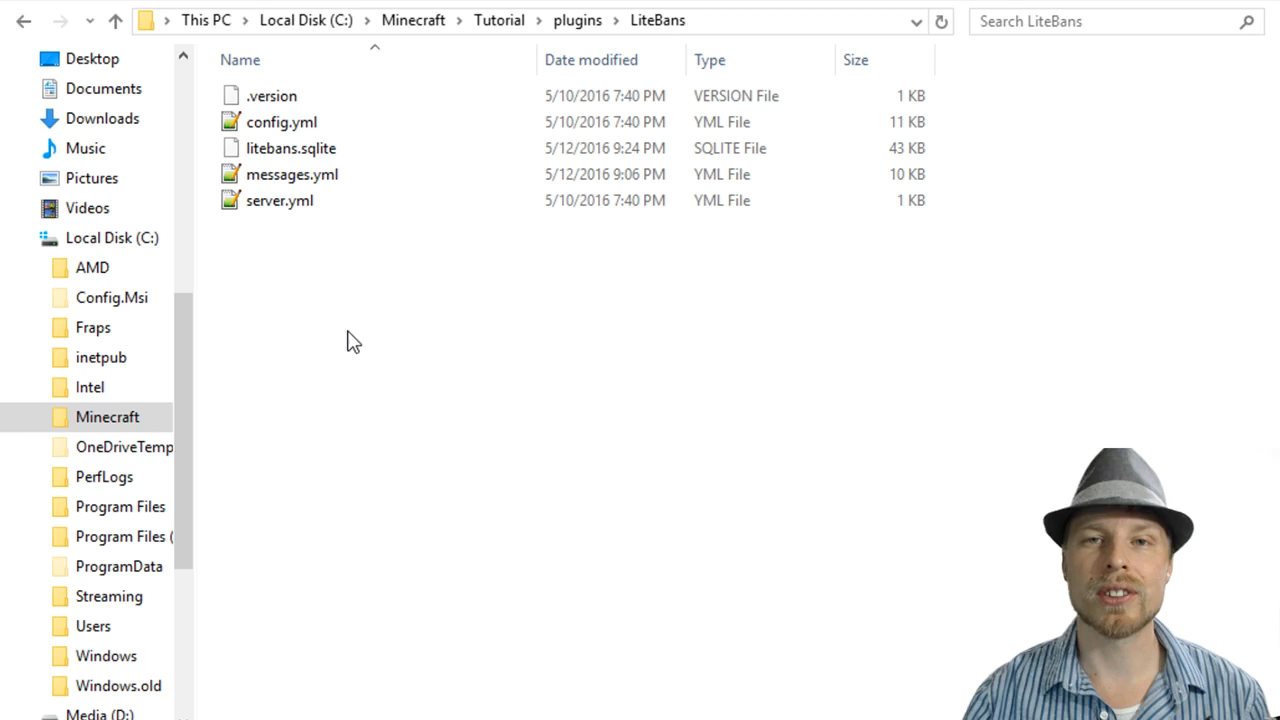 This PC > Local Disk (C:) > Minecraft > Tutorial > plugins > LiteBans
Search LiteBans
Desktop
Documents
Downloads
Music
Pictures
Videos
Local Disk (C:)
AMD
Config.Msi
Fraps
inetpub
Intel
Minecraft
OneDriveTemp
PerfLogs
Program Files
Program Files (
ProgramData
Streaming
Users
Windows
Windows.old
Media (D:)
Name Date modified Type Size
.version 5/10/2016 7:40 PM VERSION File 1 KB
config.yml 5/10/2016 7:40 PM YML File 11 KB
litebans.sqlite 5/12/2016 9:24 PM SQLITE File 43 KB
messages.yml 5/12/2016 9:06 PM YML File 10 KB
server.yml 5/10/2016 7:40 PM YML File 1 KB